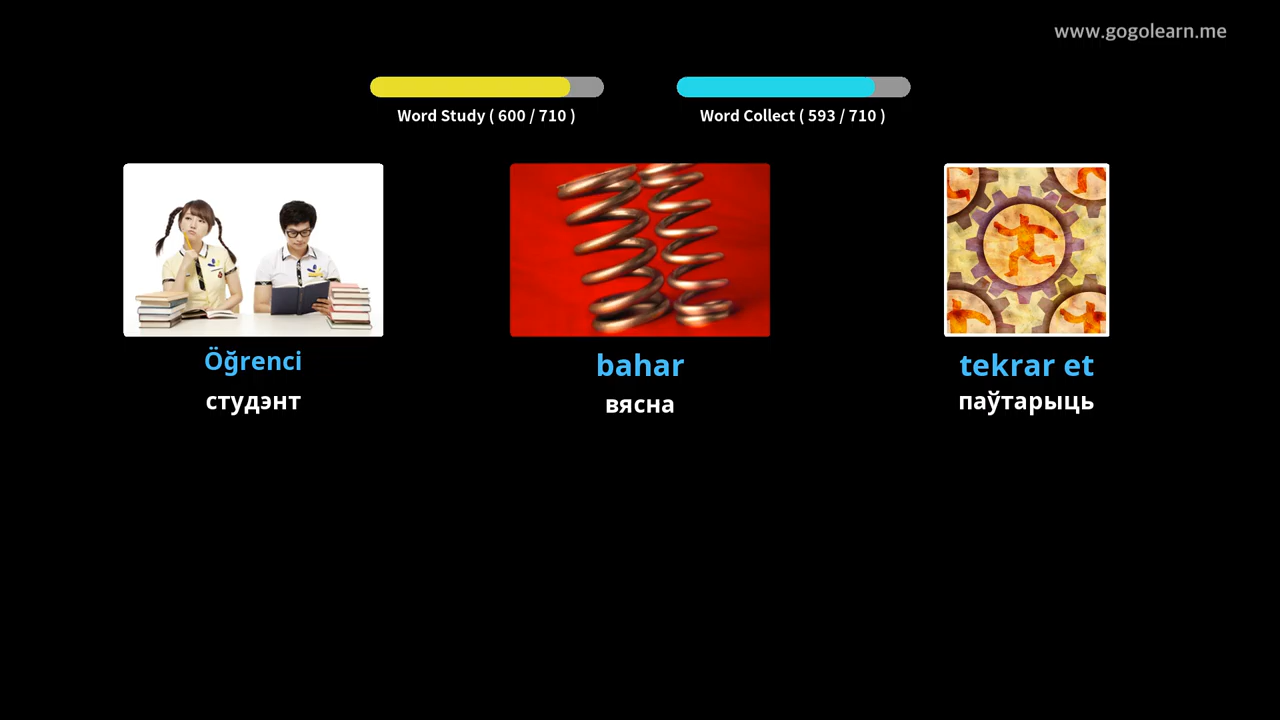 www.gogolearn.me
Word Study ( 600 / 710 )
Word Collect ( 593 / 710 )
Öğrenci
студэнт
bahar
вясна
tekrar et
паўтарыць